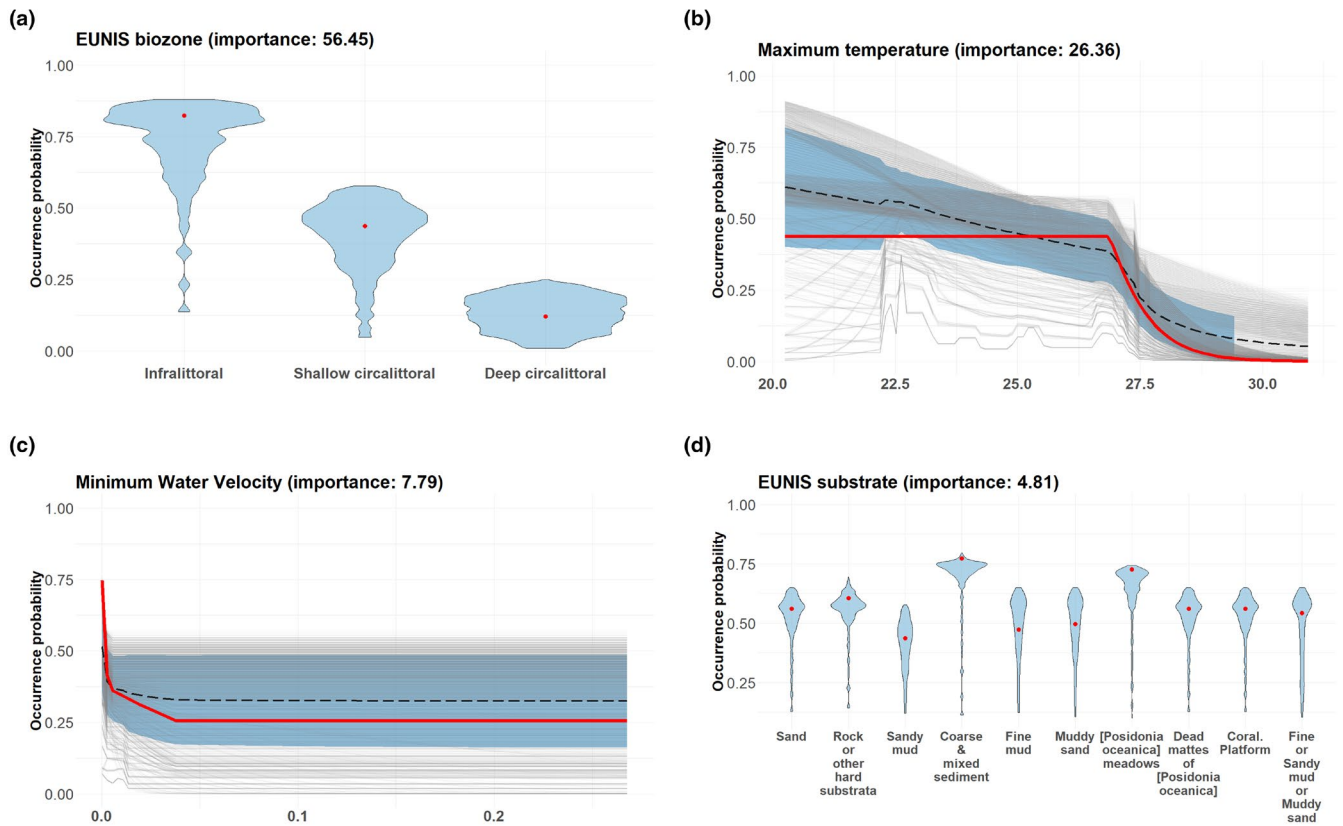 (a)
EUNIS biozone (importance: 56.45)
Occurrence probability
1.00
0.75
0.50
0.25
0.00
Infralittoral
Shallow circalittoral
Deep circalittoral
(b)
Maximum temperature (importance: 26.36)
Occurrence probability
1.00
0.75
0.50
0.25
0.00
20.0
22.5
25.0
27.5
30.0
(c)
Minimum Water Velocity (importance: 7.79)
Occurrence probability
1.00
0.75
0.50
0.25
0.00
0.0
0.1
0.2
(d)
EUNIS substrate (importance: 4.81)
Occurrence probability
1.00
0.75
0.50
0.25
Sand
Rock
or
other
hard
substrata
Sandy
mud
Coarse
&
mixed
sediment
Fine
mud
Muddy
sand
[Posidonia
oceanica]
meadows
Dead
mattes
of
[Posidonia
oceanica]
Coral.
Platform
Fine
or
Sandy
mud
or
Muddy
sand